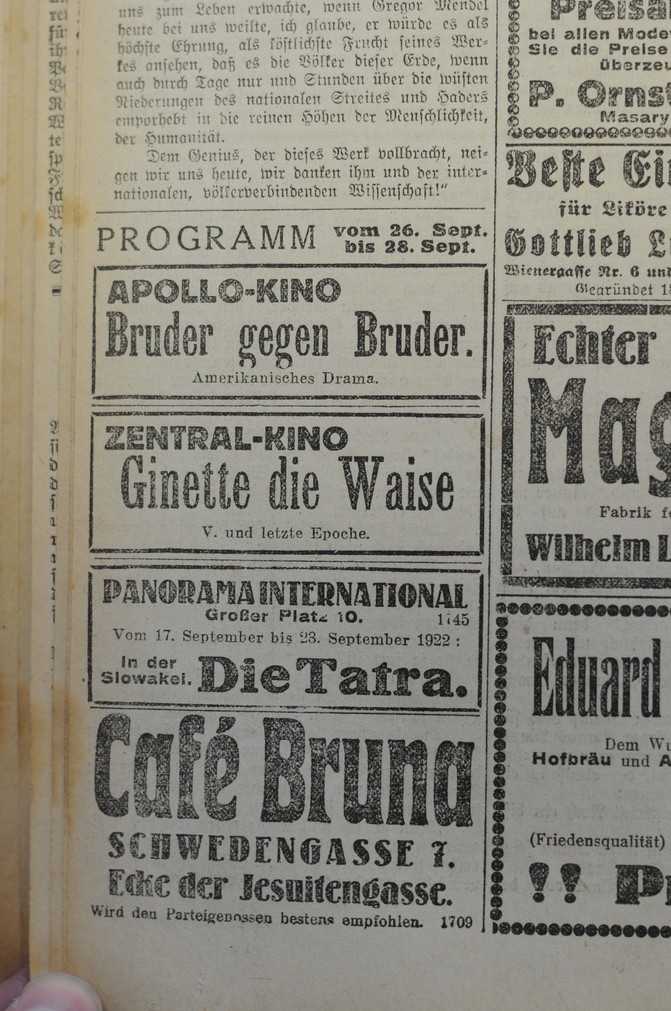 uns zum Leben erwachte, wenn Gregor Mendel
heute bei uns weilte, ich glaube, er würde es als
höchste Ehrung, als köstlichste Frucht seines Wer-
kes ansehen, daß es die Völker dieser Erde, wenn
auch durch Tage nur und Stunden über die wüsten
Niederungen des nationalen Streites und Haders
emporhebt in die reinen Höhen der Menschlichkeit,
der Humanität.
Dem Genius, der dieses Werk vollbracht, nei-
gen wir uns heute, wir danken ihm und der inter-
nationalen, völkerverbindenden Wissenschaft!"
PROGRAMM vom 26. Sept.
bis 28. Sept.
APOLLO-KINO
Bruder gegen Bruder.
Amerikanisches Drama.
ZENTRAL-KINO
Ginette die Waise
V. und letzte Epoche.
PANORAMA INTERNATIONAL
Großer Platz 10. 1745
Vom 17. September bis 23. September 1922:
In der
Slowakei. Die Tatra.
Café Bruna
SCHWEDENGASSE 7.
Ecke der Jesuitengasse.
Wird den Parteigenossen bestens empfohlen. 1709
bei allen
Sie die Preise
P.
Beste
für Liköre
Gottlieb
Wienergasse Nr. 6
Gegründet
Echter
Fabrik
Wilhelm
Eduard
Dem
Hofbräu und
(Friedensqualität)
!!